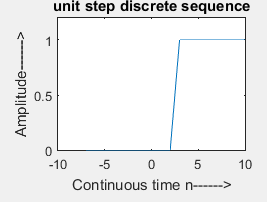 unit step discrete sequence
1
0.5
0
Amplitude------->
-10 -5 0 5 10
Continuous time n------>